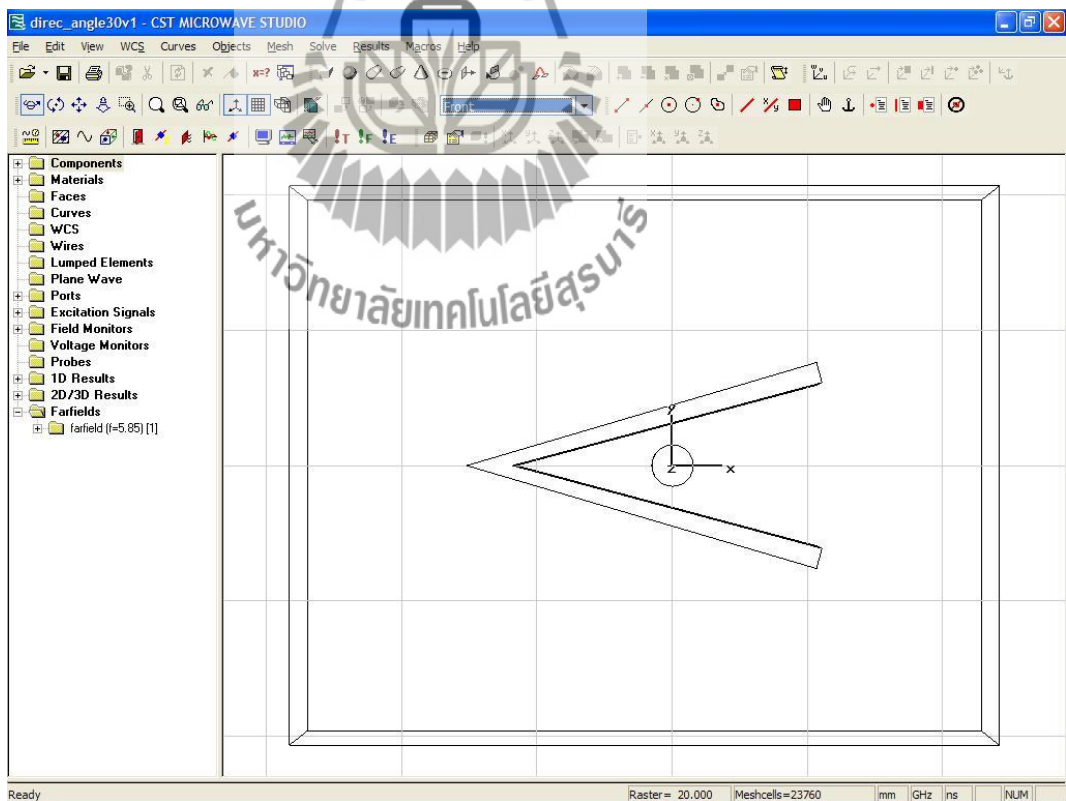 direc_angle30v1 - CST MICROWAVE STUDIO
File Edit View WCS Curves Objects Mesh Solve Results Macros Help
x=?
Front
T F E
Components
Materials
Faces
Curves
WCS
Wires
Lumped Elements
Plane Wave
Ports
Excitation Signals
Field Monitors
Voltage Monitors
Probes
1D Results
2D/3D Results
Farfields
farfield (f=5.85) [1]
มหาวิทยาลัยเทคโนโลยีสุรนารี
y
z x
Ready Raster= 20.000 Meshcells=23760 mm GHz ns NUM